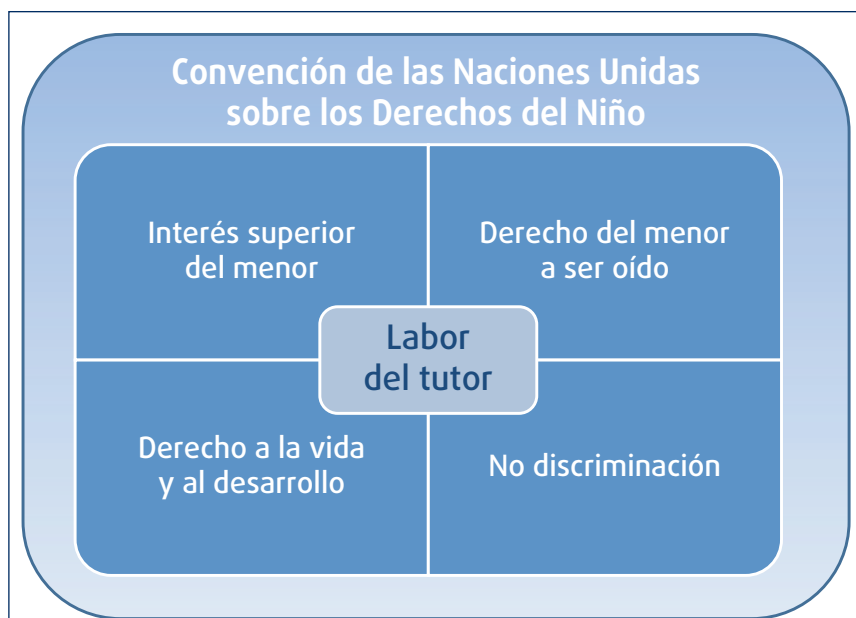 Convención de las Naciones Unidas
sobre los Derechos del Niño
Interés superior
del menor
Derecho del menor
a ser oído
Labor
del tutor
Derecho a la vida
y al desarrollo
No discriminación